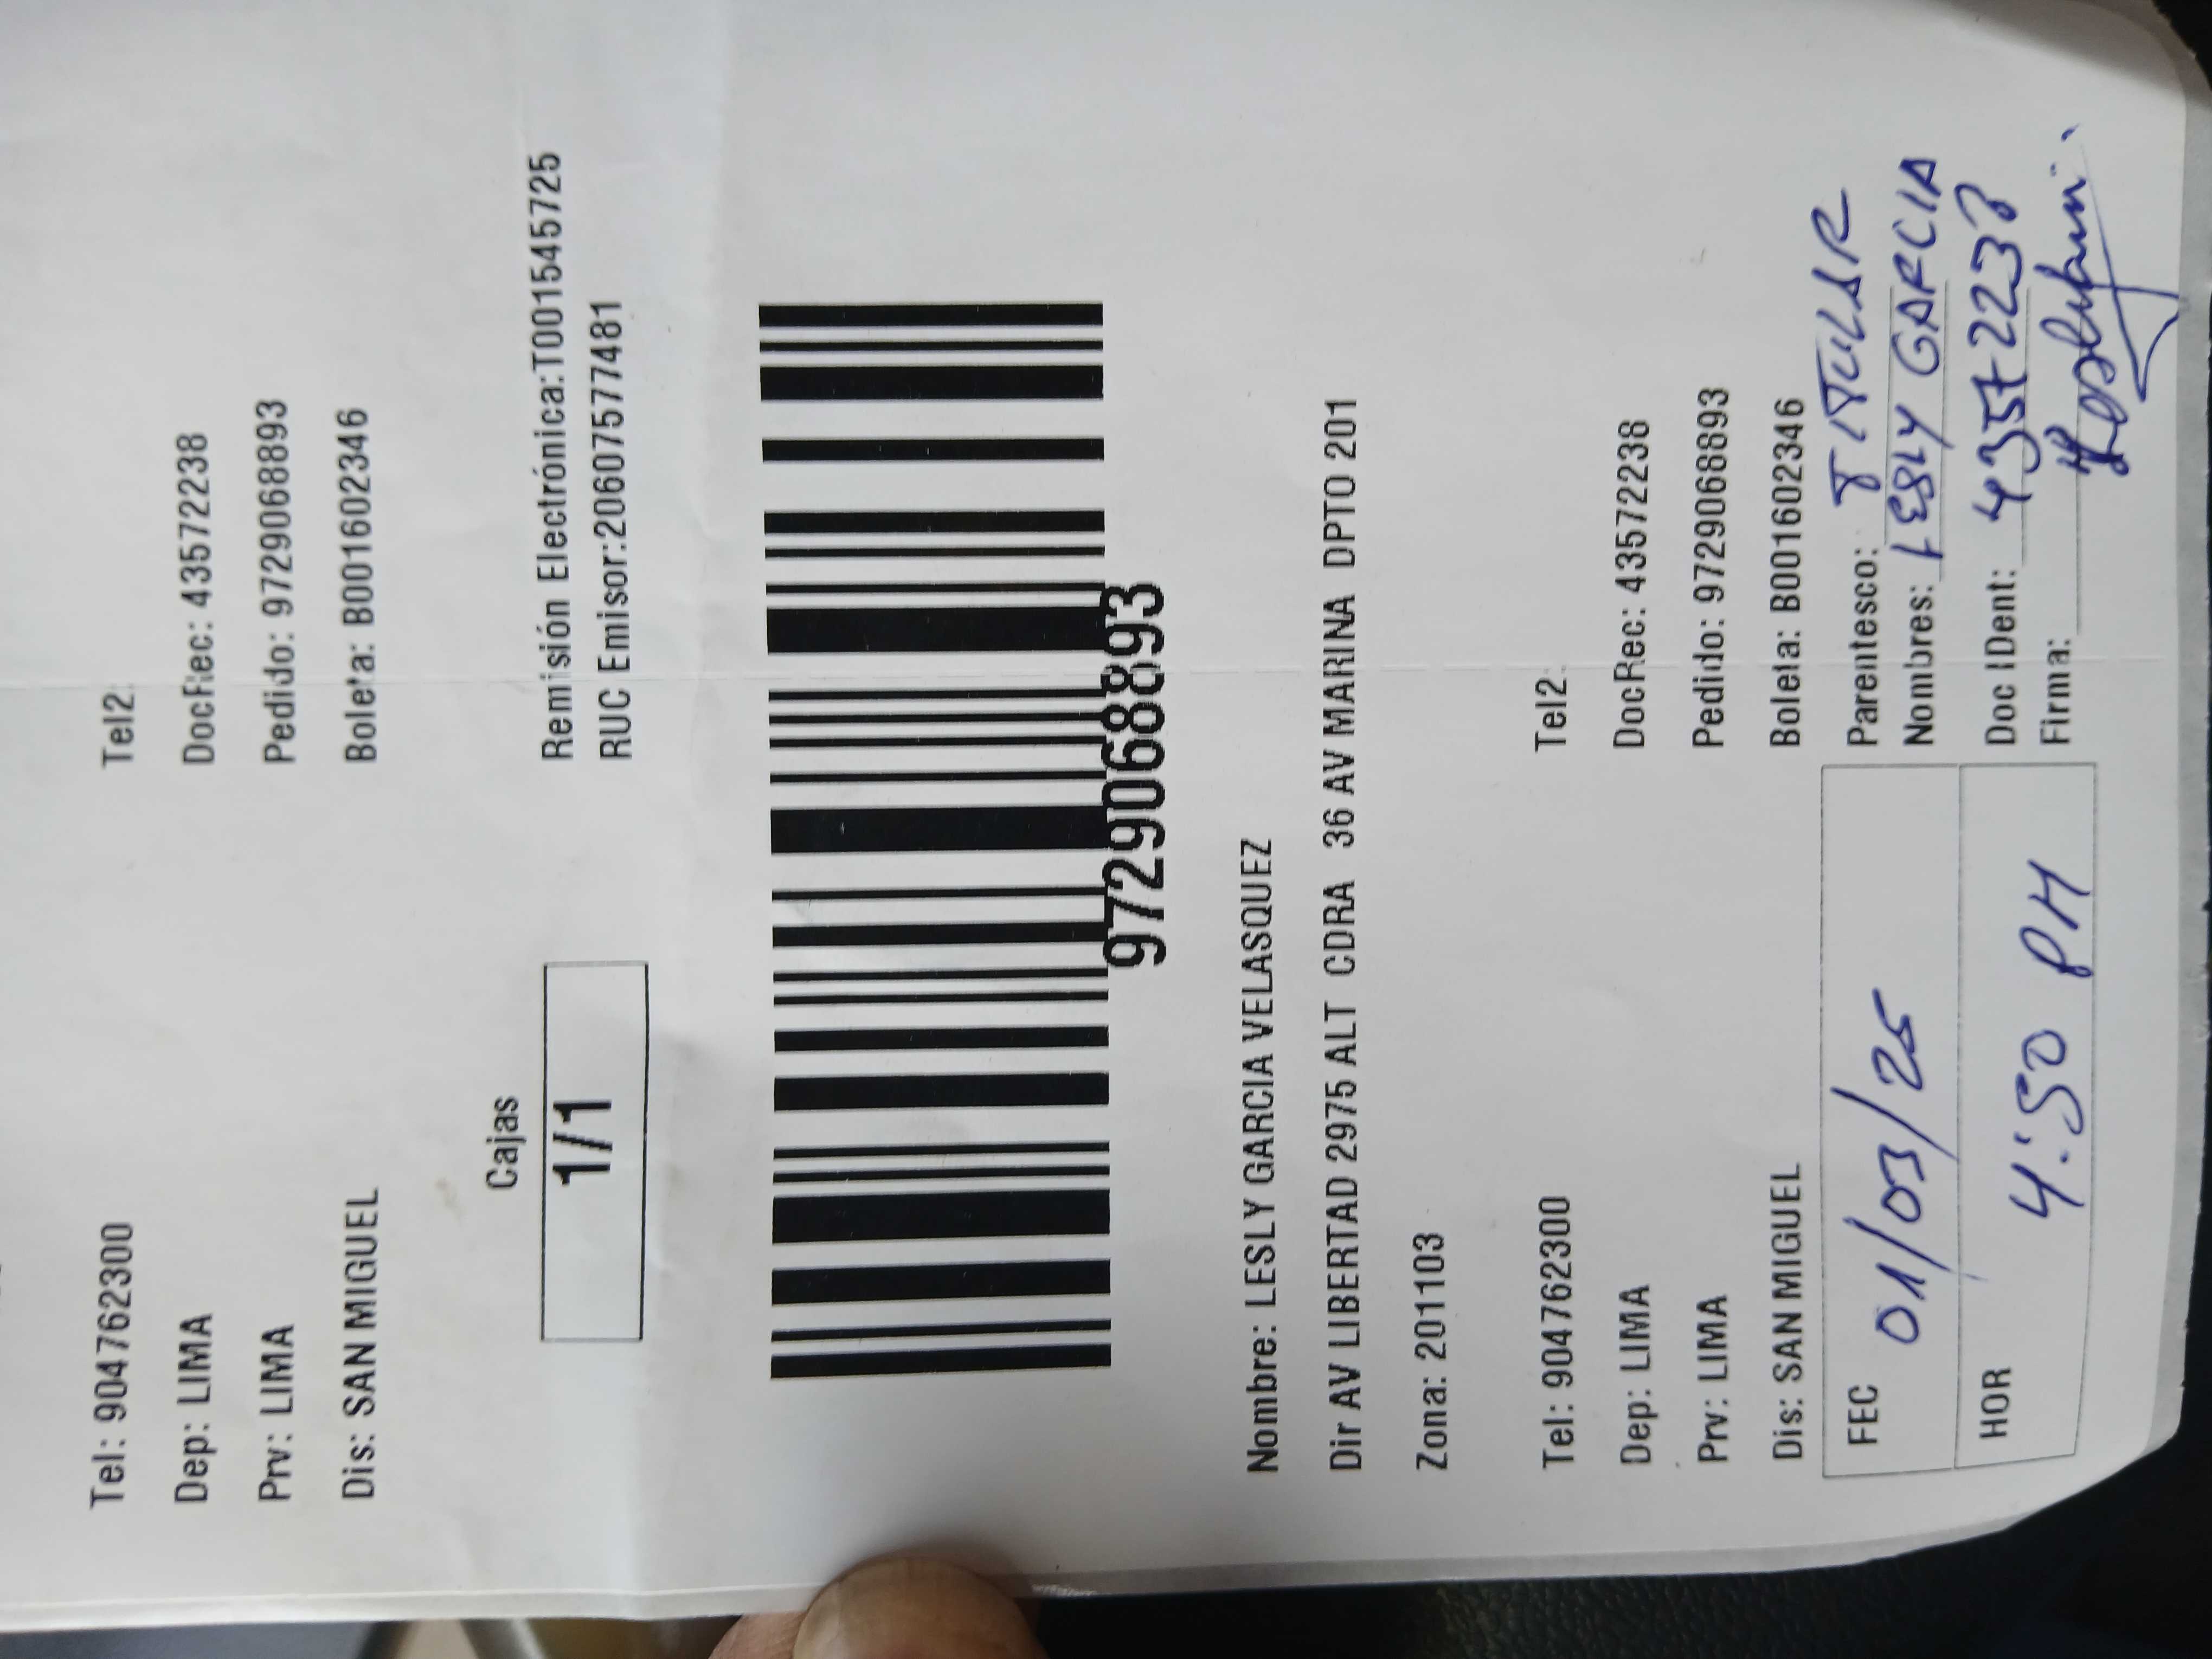 Tel: 904762300 Tel2:
Dep: LIMA DocRec: 43572238
Prv: LIMA Pedido: 9729068893
Dis: SAN MIGUEL Boleta: B001602346
Cajas
1/1
Remisión Electrónica:T001545725
RUC Emisor:20607577481
9729068893
Nombre: LESLY GARCIA VELASQUEZ
Dir AV LIBERTAD 2975 ALT CDRA 36 AV MARINA DPTO 201
Zona: 201103
Tel: 904762300 Tel2:
Dep: LIMA DocRec: 43572238
Prv: LIMA Pedido: 9729068893
Dis: SAN MIGUEL Boleta: B001602346
FEC 01/03/25
Parentesco: TITULAR
Nombres: LESLY GARCIA
HOR 4:50 PM
Doc IDent: 43572238
Firma: